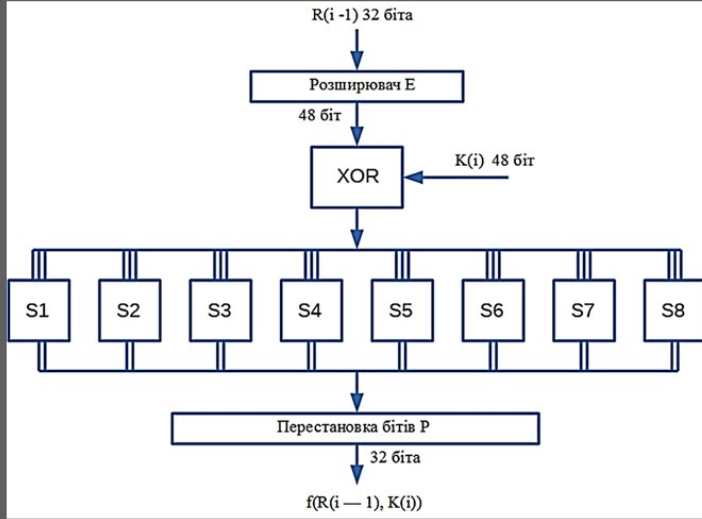 R(i -1) 32 біта
Розширювач E
48 біт
XOR
K(i) 48 біт
S1 S2 S3 S4 S5 S6 S7 S8
Перестановка бітів P
32 біта
f(R(i — 1), K(i))